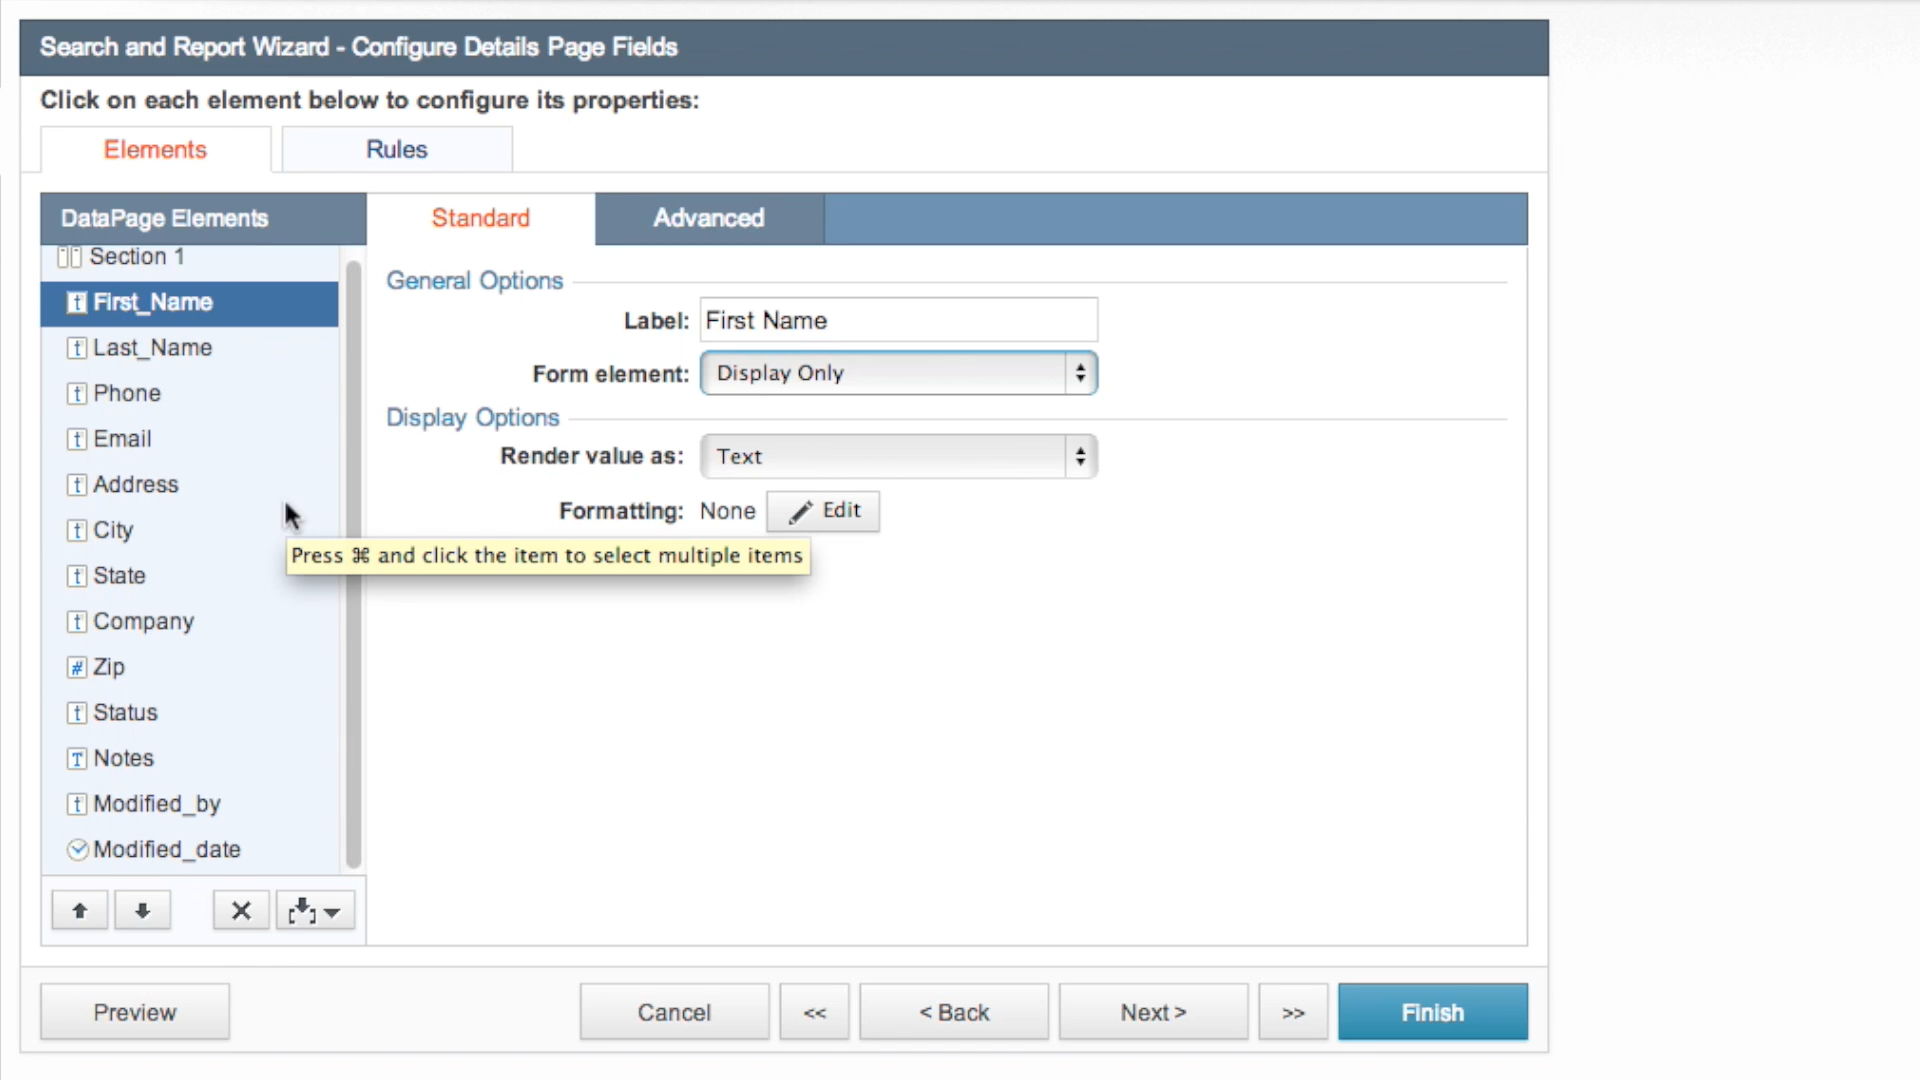 Search and Report Wizard - Configure Details Page Fields
Click on each element below to configure its properties:
Elements
Rules
DataPage Elements
Standard
Advanced
Section 1
First_Name
Last_Name
Phone
Email
Address
City
State
Company
Zip
Status
Notes
Modified_by
Modified_date
General Options
Label: First Name
Form element: Display Only
Display Options
Render value as: Text
Formatting: None Edit
Press ⌘ and click the item to select multiple items
Preview
Cancel
<<
< Back
Next >
>>
Finish